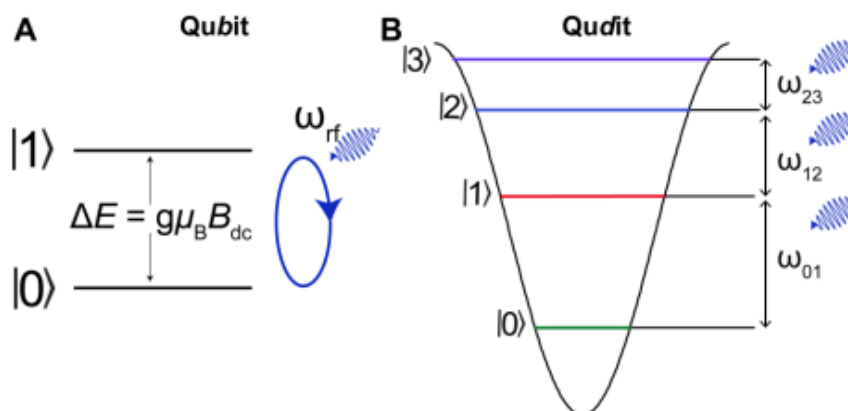 A
Qubit
|1⟩
ω_rf
ΔE = gμ_B B_dc
|0⟩
B
Qudit
|3⟩
ω_23
|2⟩
ω_12
|1⟩
ω_01
|0⟩